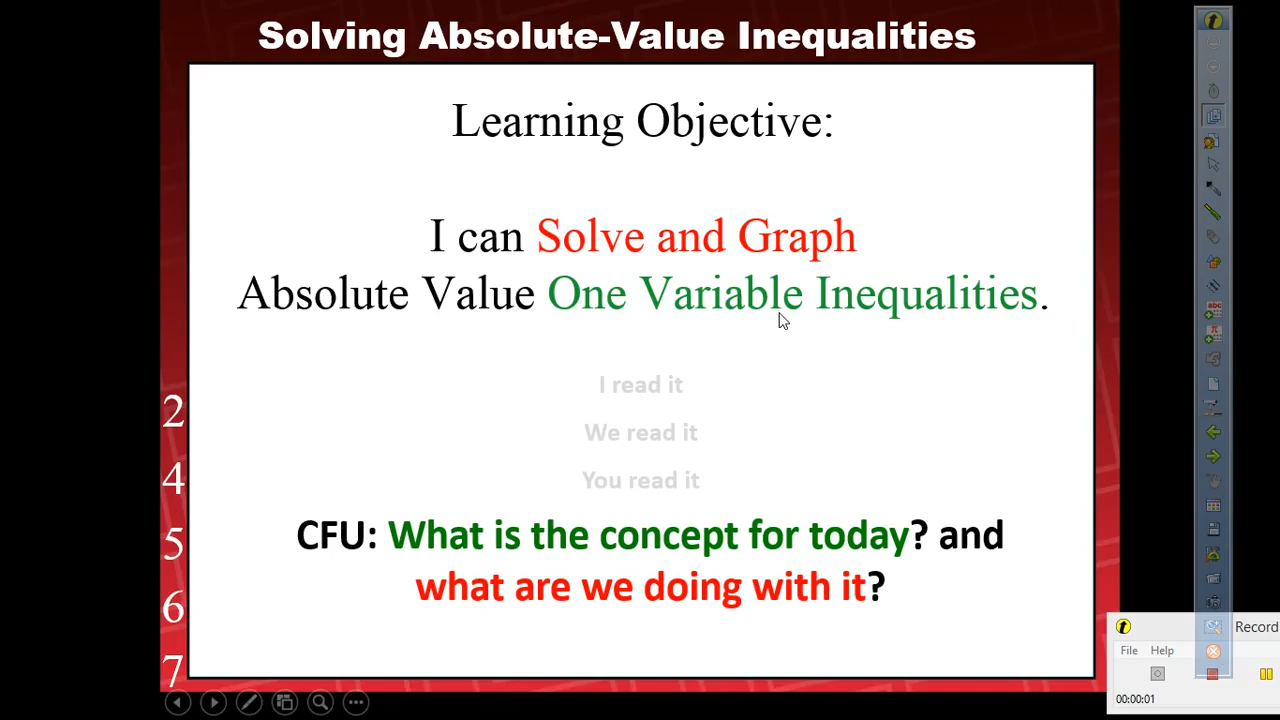 Solving Absolute-Value Inequalities
Learning Objective:
I can Solve and Graph
Absolute Value One Variable Inequalities.
I read it
We read it
You read it
CFU: What is the concept for today? and
what are we doing with it?
2
4
5
6
7
abc
π
Record
File Help
00:00:01